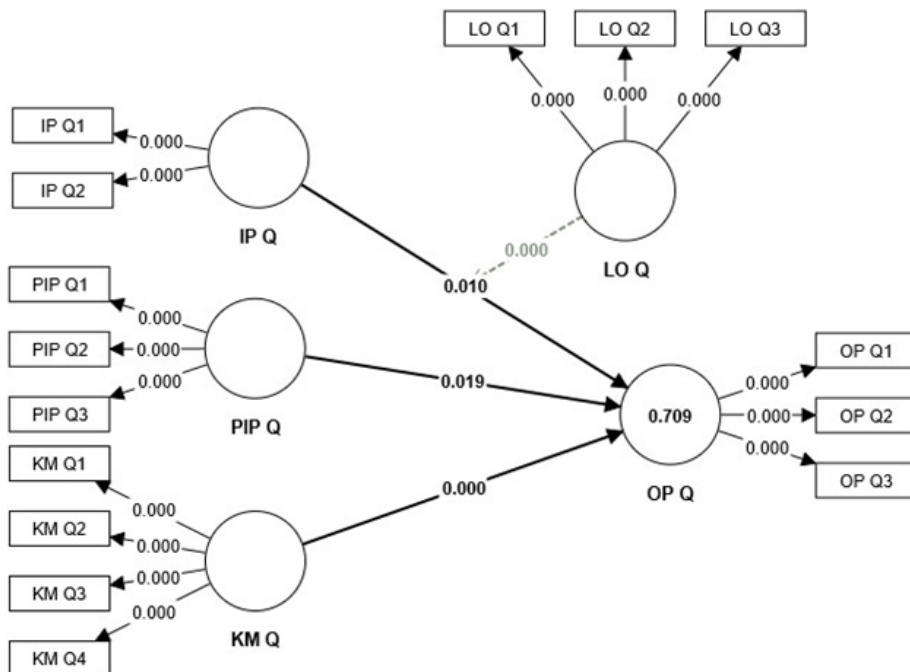 LO Q1
LO Q2
LO Q3
0.000
0.000
0.000
LO Q
IP Q1
IP Q2
0.000
0.000
IP Q
0.000
0.010
PIP Q1
PIP Q2
PIP Q3
0.000
0.000
0.000
PIP Q
0.019
KM Q1
KM Q2
KM Q3
KM Q4
0.000
0.000
0.000
0.000
KM Q
0.000
0.709
OP Q
0.000
0.000
0.000
OP Q1
OP Q2
OP Q3